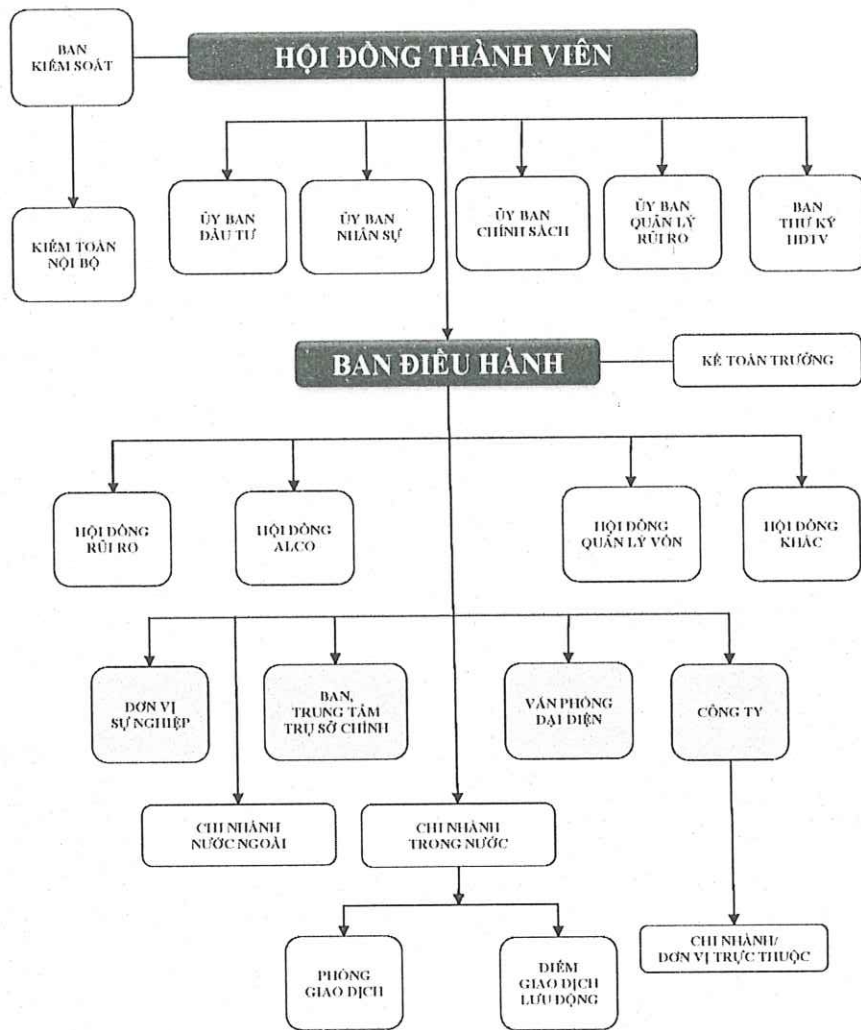 BAN
KIỂM SOÁT
HỘI ĐỒNG THÀNH VIÊN
KIỂM TOÁN
NỘI BỘ
ỦY BAN
ĐẦU TƯ
ỦY BAN
NHÂN SỰ
ỦY BAN
CHÍNH SÁCH
ỦY BAN
QUẢN LÝ
RỦI RO
BAN
THƯ KÝ
HĐTV
BAN ĐIỀU HÀNH
KẾ TOÁN TRƯỞNG
HỘI ĐỒNG
RỦI RO
HỘI ĐỒNG
ALCO
HỘI ĐỒNG
QUẢN LÝ VỐN
HỘI ĐỒNG
KHÁC
ĐƠN VỊ
SỰ NGHIỆP
BAN,
TRUNG TÂM
TRỤ SỞ CHÍNH
VĂN PHÒNG
ĐẠI DIỆN
CÔNG TY
CHI NHÁNH
NƯỚC NGOÀI
CHI NHÁNH
TRONG NƯỚC
PHÒNG
GIAO DỊCH
ĐIỂM
GIAO DỊCH
LƯU ĐỘNG
CHI NHÁNH/
ĐƠN VỊ TRỰC THUỘC